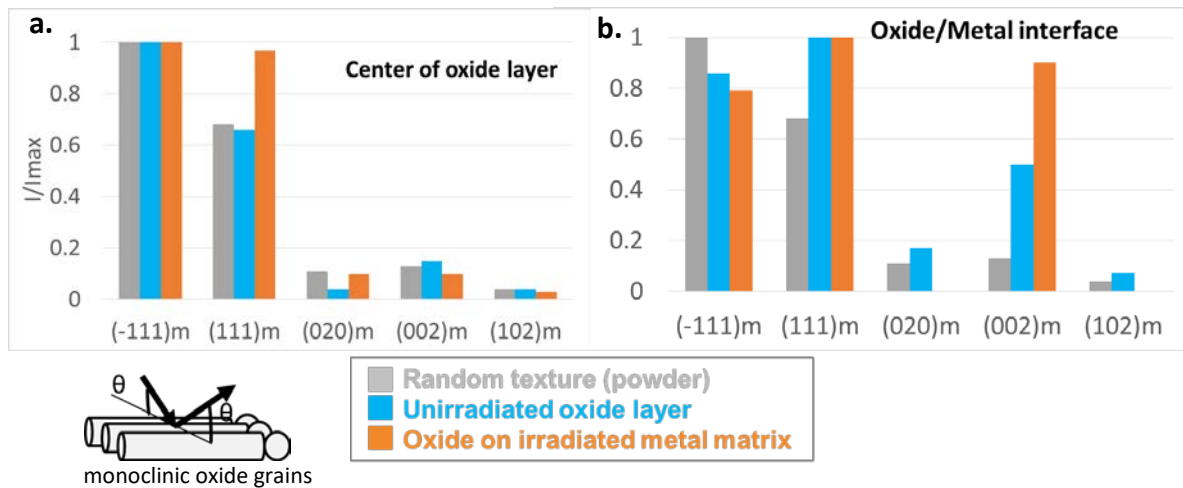 a.
Center of oxide layer
I/Imax
1
0.8
0.6
0.4
0.2
0
(-111)m (111)m (020)m (002)m (102)m
b.
Oxide/Metal interface
1
0.8
0.6
0.4
0.2
0
(-111)m (111)m (020)m (002)m (102)m
θ
θ
monoclinic oxide grains
Random texture (powder)
Unirradiated oxide layer
Oxide on irradiated metal matrix